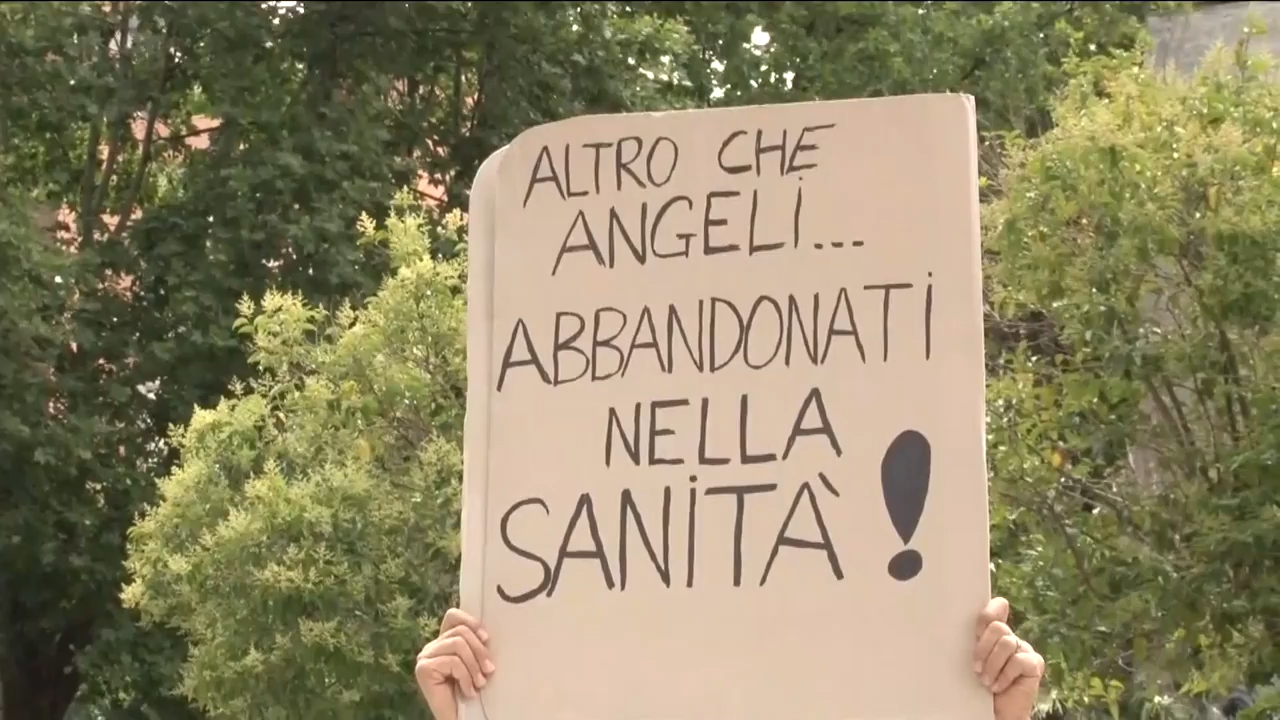 ALTRO CHE
ANGELI...
ABBANDONATI
NELLA
SANITÀ!